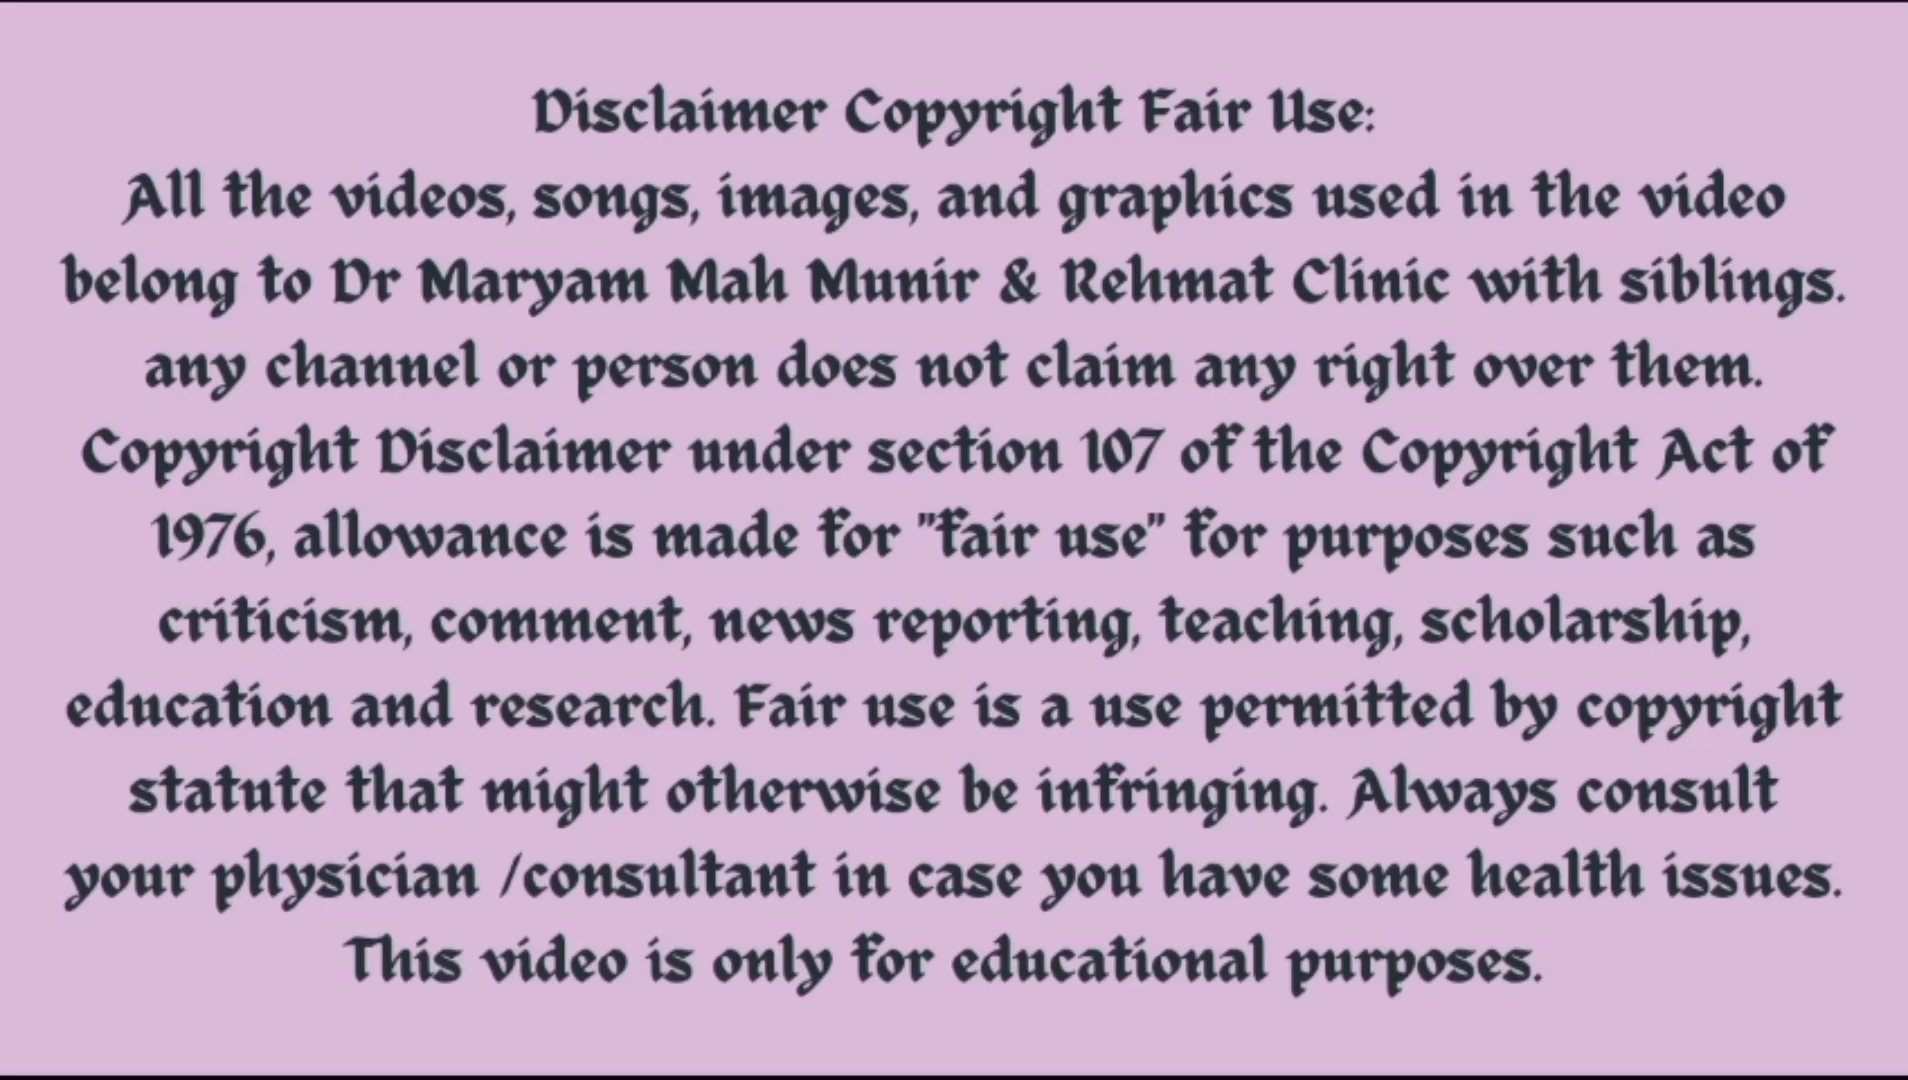 Disclaimer Copyright Fair Use:
All the videos, songs, images, and graphics used in the video
belong to Dr Maryam Mah Munir & Rehmat Clinic with siblings.
any channel or person does not claim any right over them.
Copyright Disclaimer under section 107 of the Copyright Act of
1976, allowance is made for "fair use" for purposes such as
criticism, comment, news reporting, teaching, scholarship,
education and research. Fair use is a use permitted by copyright
statute that might otherwise be infringing. Always consult
your physician /consultant in case you have some health issues.
This video is only for educational purposes.